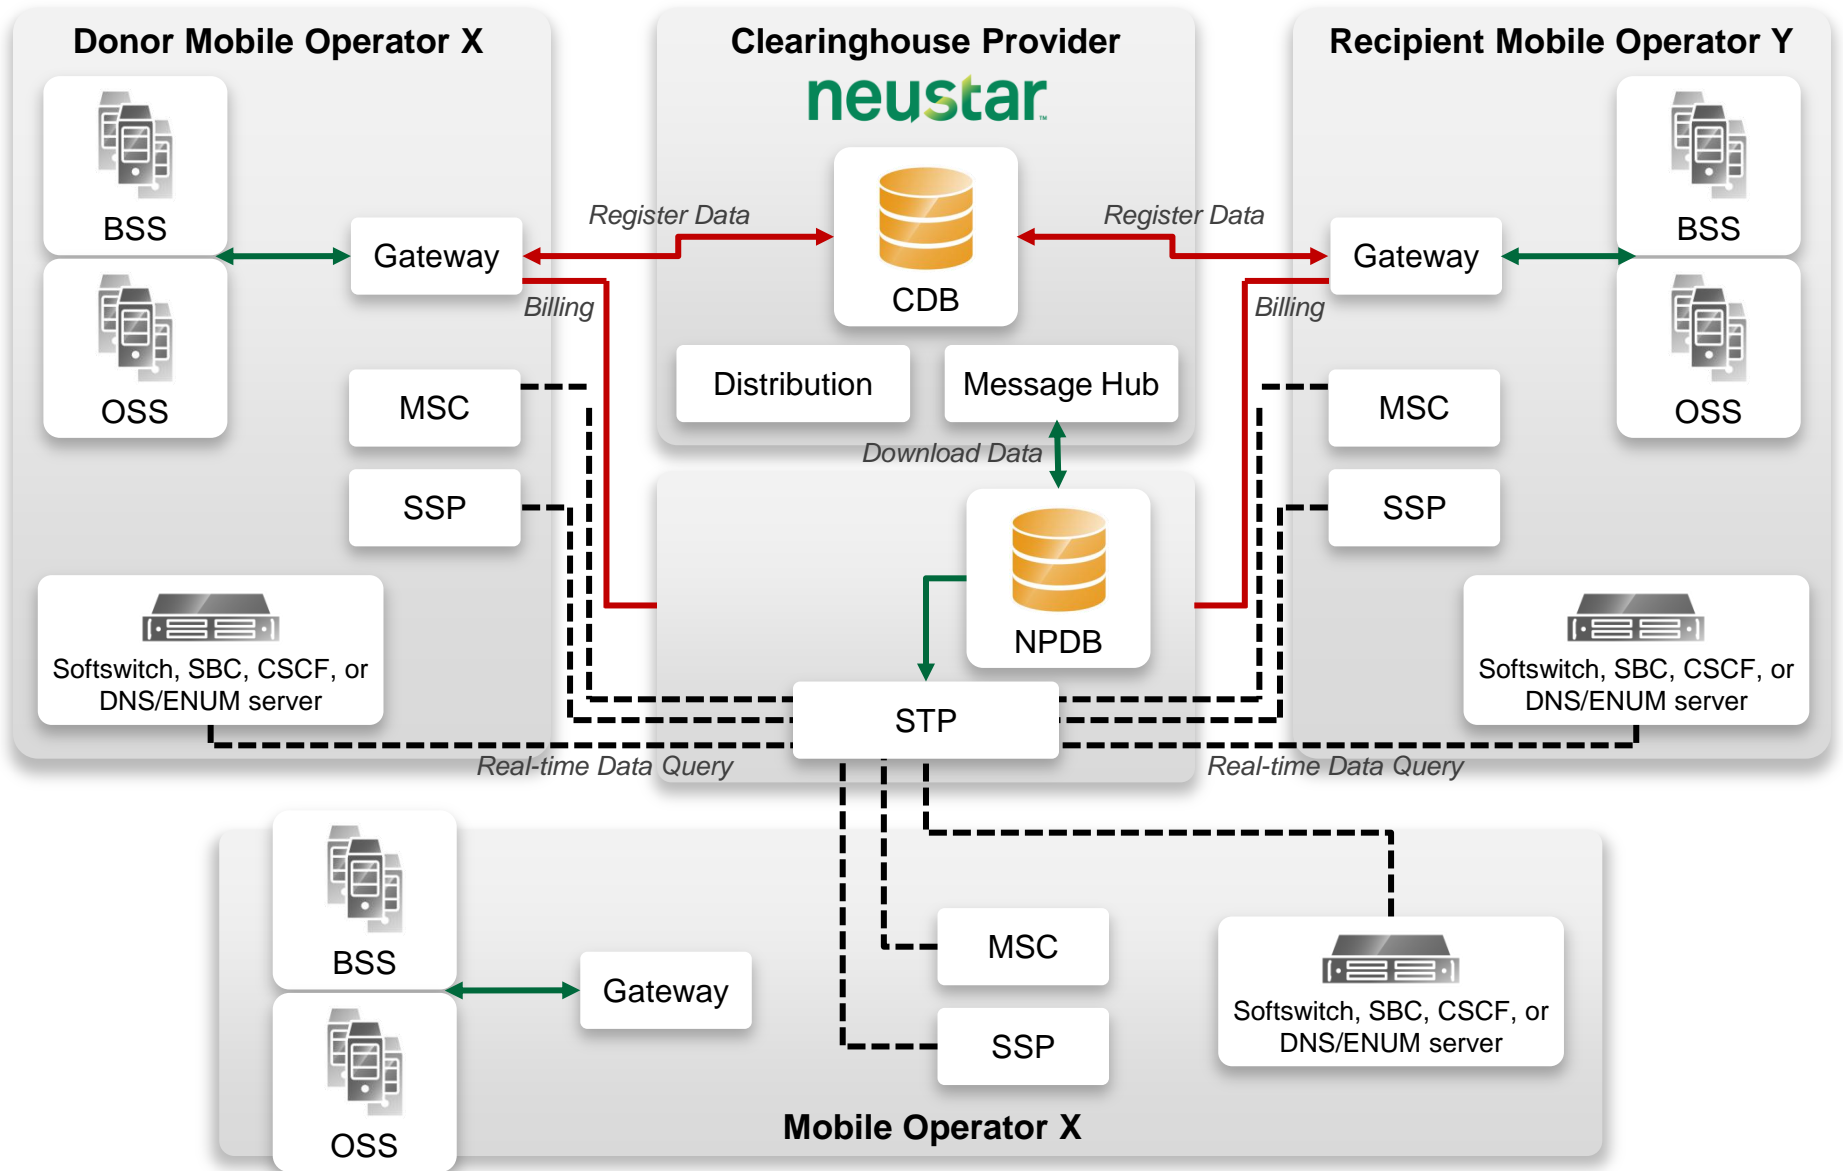 Donor Mobile Operator X
BSS
OSS
Gateway
MSC
SSP
Softswitch, SBC, CSCF, or
DNS/ENUM server
Register Data
Billing
Clearinghouse Provider
neustar™
CDB
Distribution
Message Hub
Download Data
NPDB
STP
Real-time Data Query
Recipient Mobile Operator Y
Register Data
Billing
Gateway
BSS
OSS
MSC
SSP
Softswitch, SBC, CSCF, or
DNS/ENUM server
Real-time Data Query
BSS
OSS
Gateway
MSC
SSP
Softswitch, SBC, CSCF, or
DNS/ENUM server
Mobile Operator X